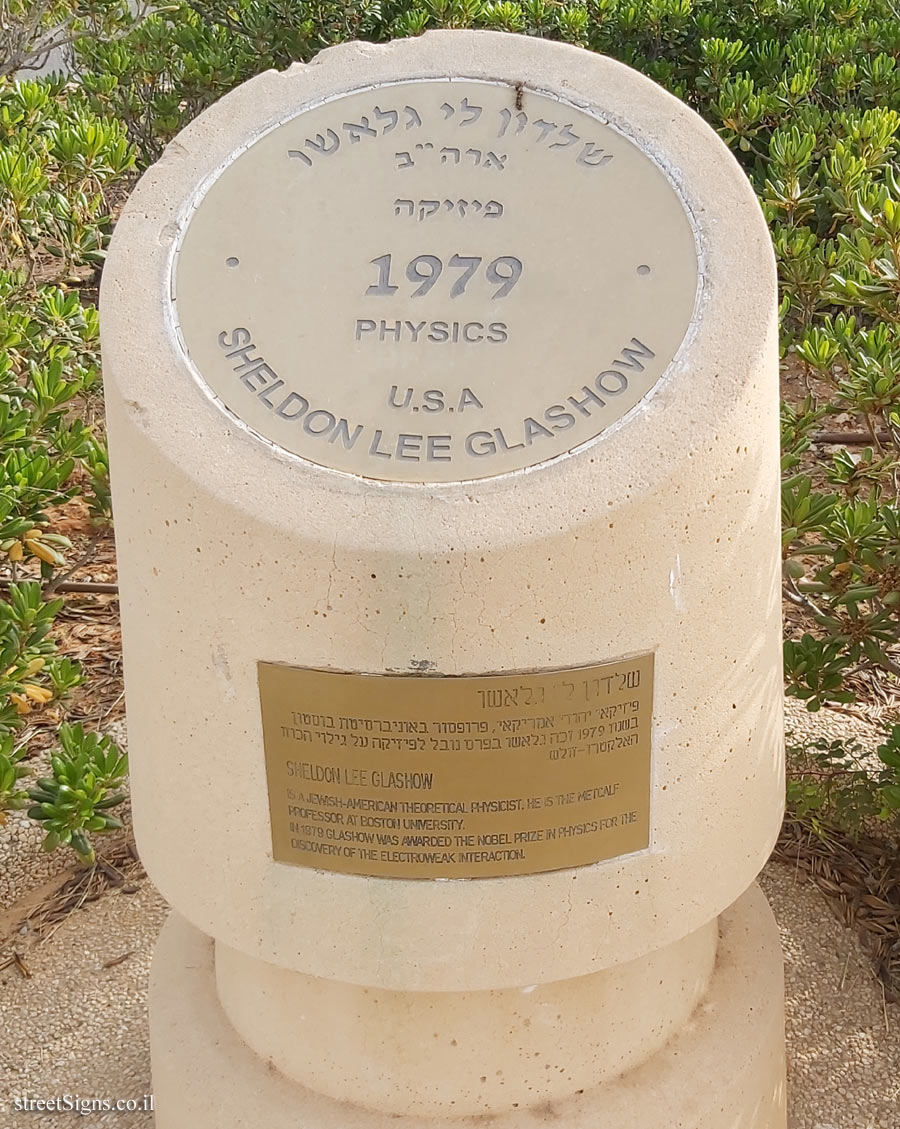 שלדון לי גלאשו
ארה"ב
פיזיקה
1979
PHYSICS
U.S.A
SHELDON LEE GLASHOW
שלדון לי גלאשו
פיזיקאי יהודי אמריקאי, פרופסור באוניברסיטת בוסטון
בשנת 1979 זכה גלאשו בפרס נובל לפיזיקה על גילוי הכוח
האלקטרו-חלש.
SHELDON LEE GLASHOW
IS A JEWISH-AMERICAN THEORETICAL PHYSICIST. HE IS THE METCALF
PROFESSOR AT BOSTON UNIVERSITY.
IN 1979 GLASHOW WAS AWARDED THE NOBEL PRIZE IN PHYSICS FOR THE
DISCOVERY OF THE ELECTROWEAK INTERACTION.
streetSigns.co.il